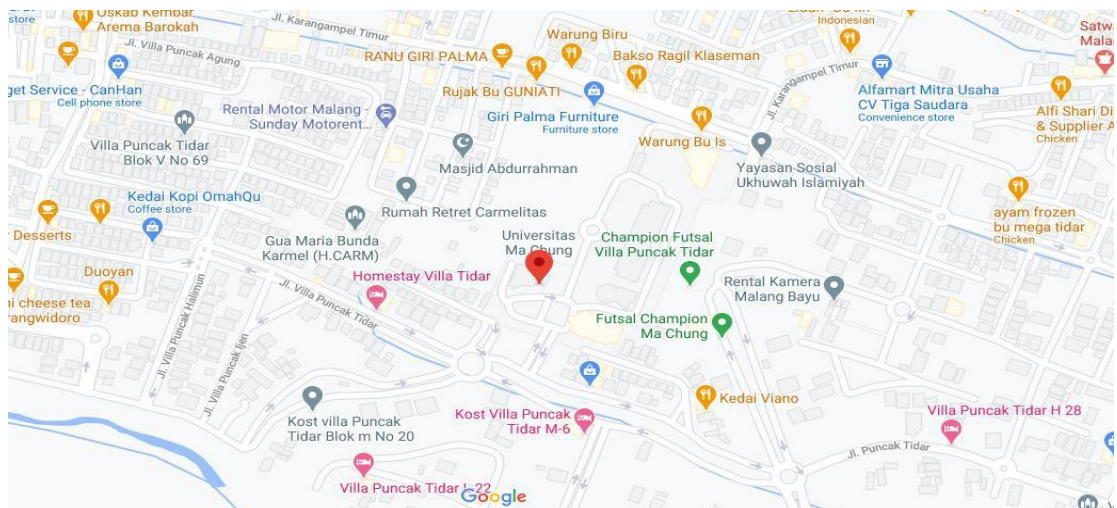 Oskab Kembar
Arema Barokah
Jl. Karangampel Timur
Jl. Villa Puncak Agung
get Service - CanHan
Cell phone store
RANU GIRI PALMA
Warung Biru
Rujak Bu GUNIATI
Bakso Ragil Klaseman
Indonesian
Satwa
Mala
Jl. Karangampel Timur
Alfamart Mitra Usaha
CV Tiga Saudara
Convenience store
Rental Motor Malang -
Sunday Motorent...
Giri Palma Furniture
Furniture store
Alfi Shari Di
& Supplier A
Chicken
Villa Puncak Tidar
Blok V No 69
Masjid Abdurrahman
Warung Bu Is
Yayasan Sosial
Ukhuwah Islamiyah
Kedai Kopi OmahQu
Coffee store
Rumah Retret Carmelitas
ayam frozen
bu mega tidar
Chicken
Desserts
Gua Maria Bunda
Karmel (H.CARM)
Universitas
Ma Chung
Champion Futsal
Villa Puncak Tidar
Duoyan
Homestay Villa Tidar
Rental Kamera
Malang Bayu
ni cheese tea
rangwidoro
Jl. Villa Puncak Halimun
Jl. Villa Puncak Tidar
Futsal Champion
Ma Chung
Jl. Villa Puncak Ijen
Kedai Viano
Kost villa Puncak
Tidar Blok m No 20
Kost Villa Puncak
Tidar M-6
Villa Puncak Tidar H 28
Jl. Puncak Tidar
Villa Puncak Tidar L-22
Google